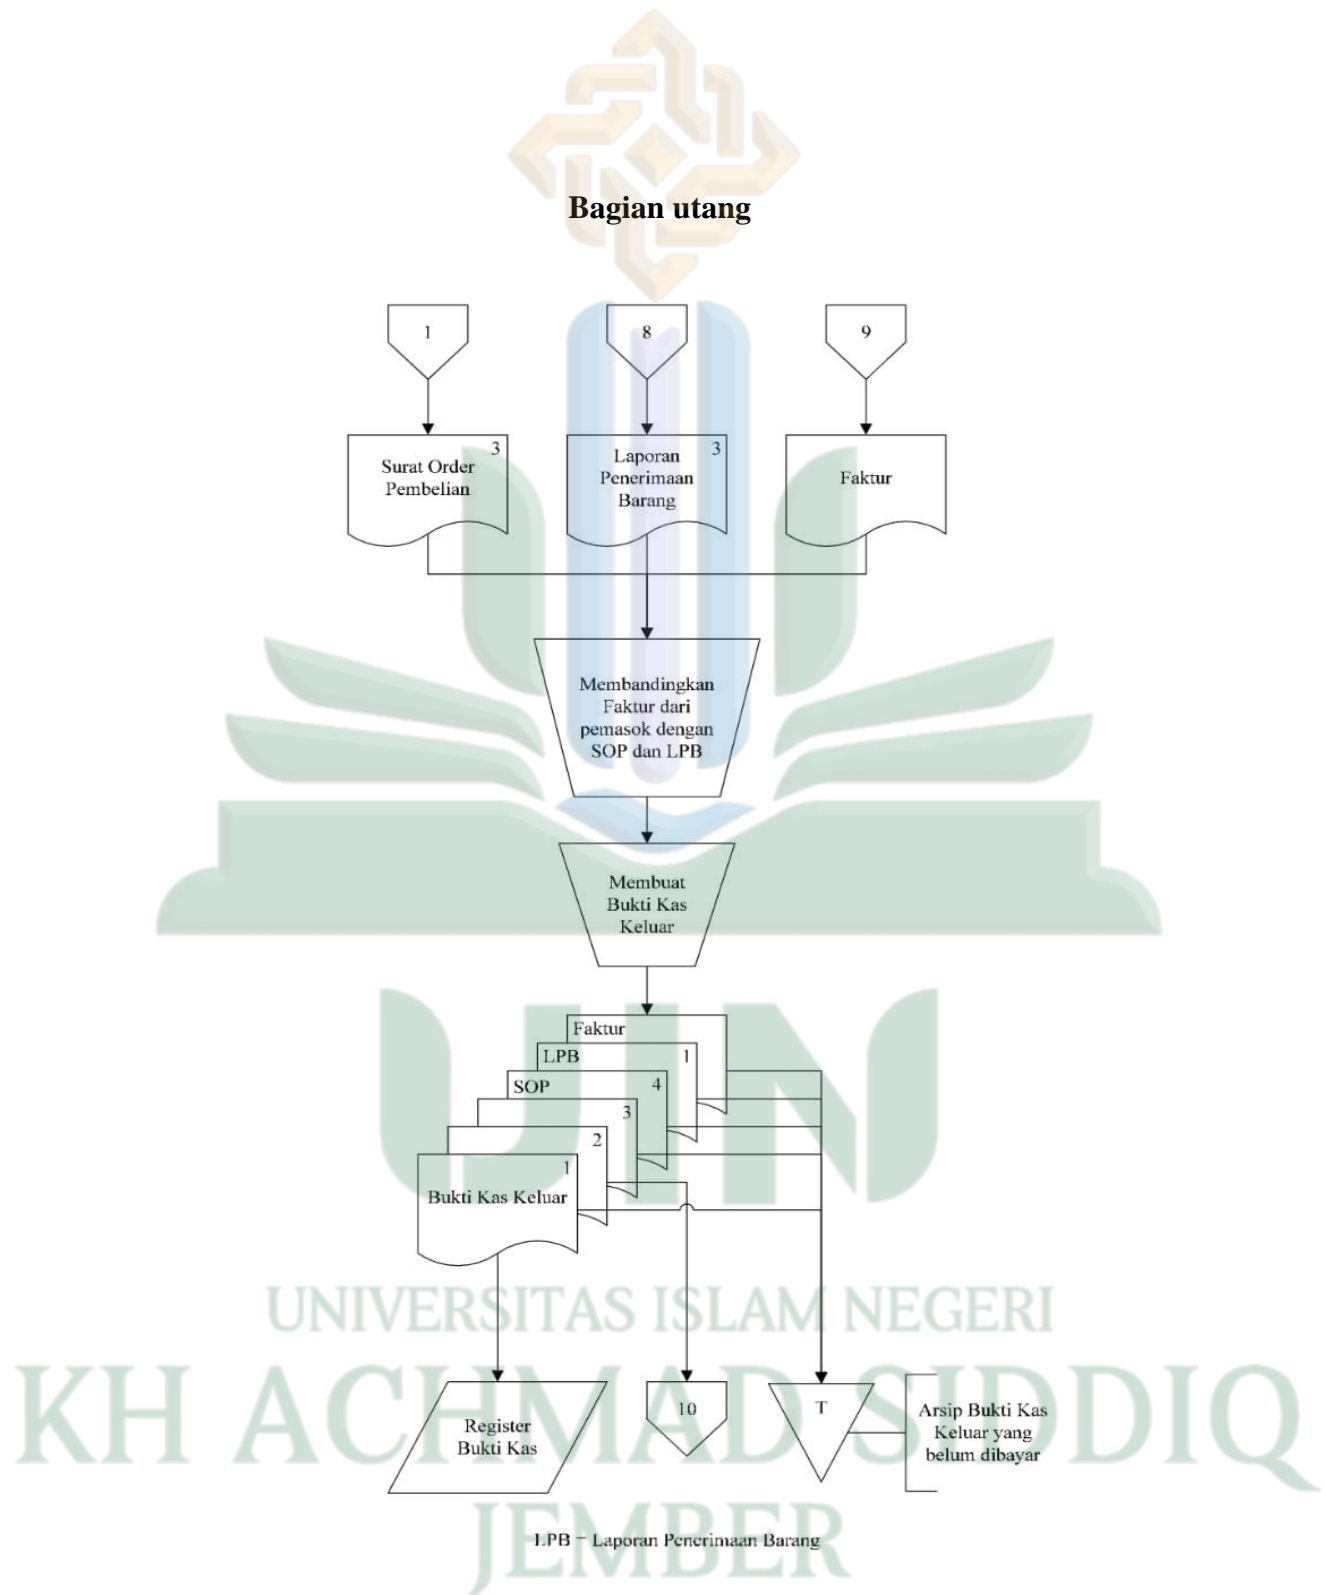 Bagian utang
1
8
9
3
Surat Order
Pembelian
3
Laporan
Penerimaan
Barang
Faktur
Membandingkan
Faktur dari
pemasok dengan
SOP dan LPB
Membuat
Bukti Kas
Keluar
Faktur
LPB 1
SOP 4
3
2
1
Bukti Kas Keluar
Register
Bukti Kas
10
T
Arsip Bukti Kas
Keluar yang
belum dibayar
LPB = Laporan Penerimaan Barang
UIN
UNIVERSITAS ISLAM NEGERI
KH ACHMAD SIDDIQ
JEMBER